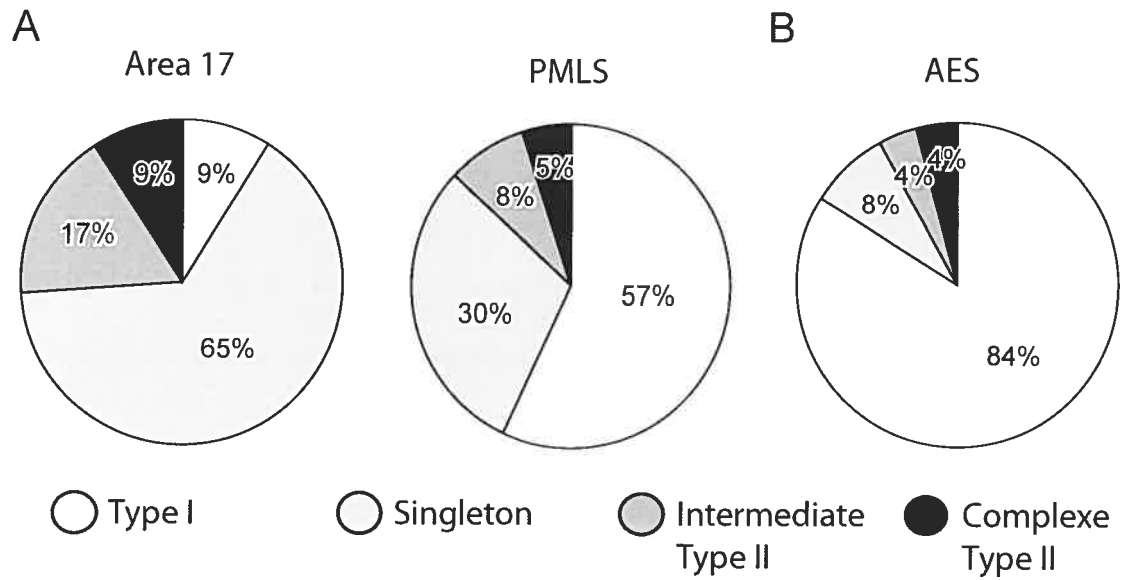 A
B
Area 17
PMLS
AES
9%
9%
17%
65%
5%
8%
30%
57%
4%
4%
8%
84%
Type I
Singleton
Intermediate
Type II
Complexe
Type II